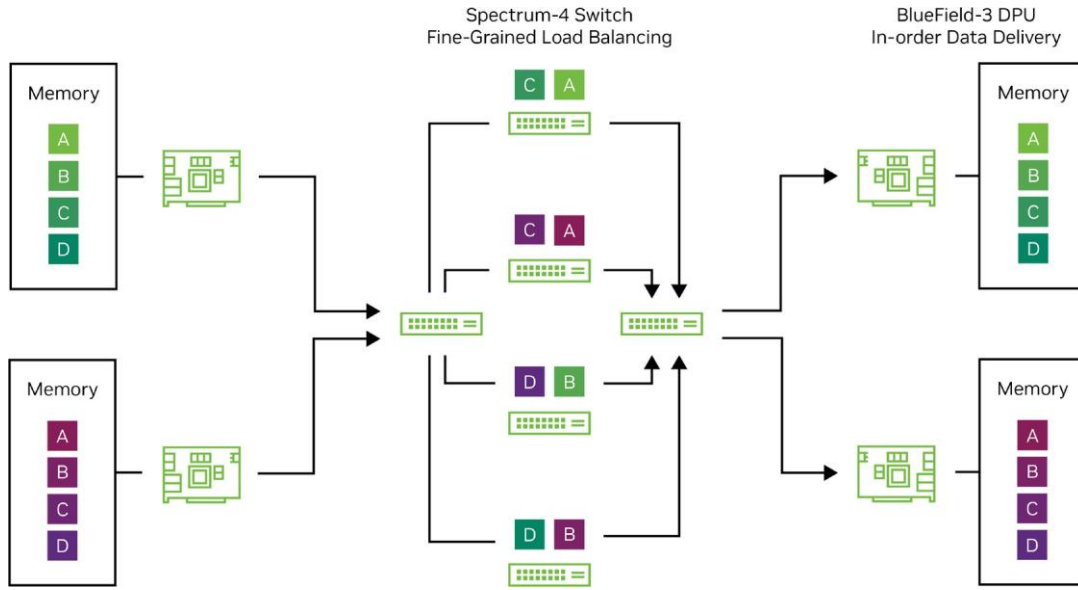 Spectrum-4 Switch
Fine-Grained Load Balancing
BlueField-3 DPU
In-order Data Delivery
Memory
A
B
C
D
C A
C A
D B
D B
Memory
A
B
C
D
Memory
A
B
C
D
Memory
A
B
C
D